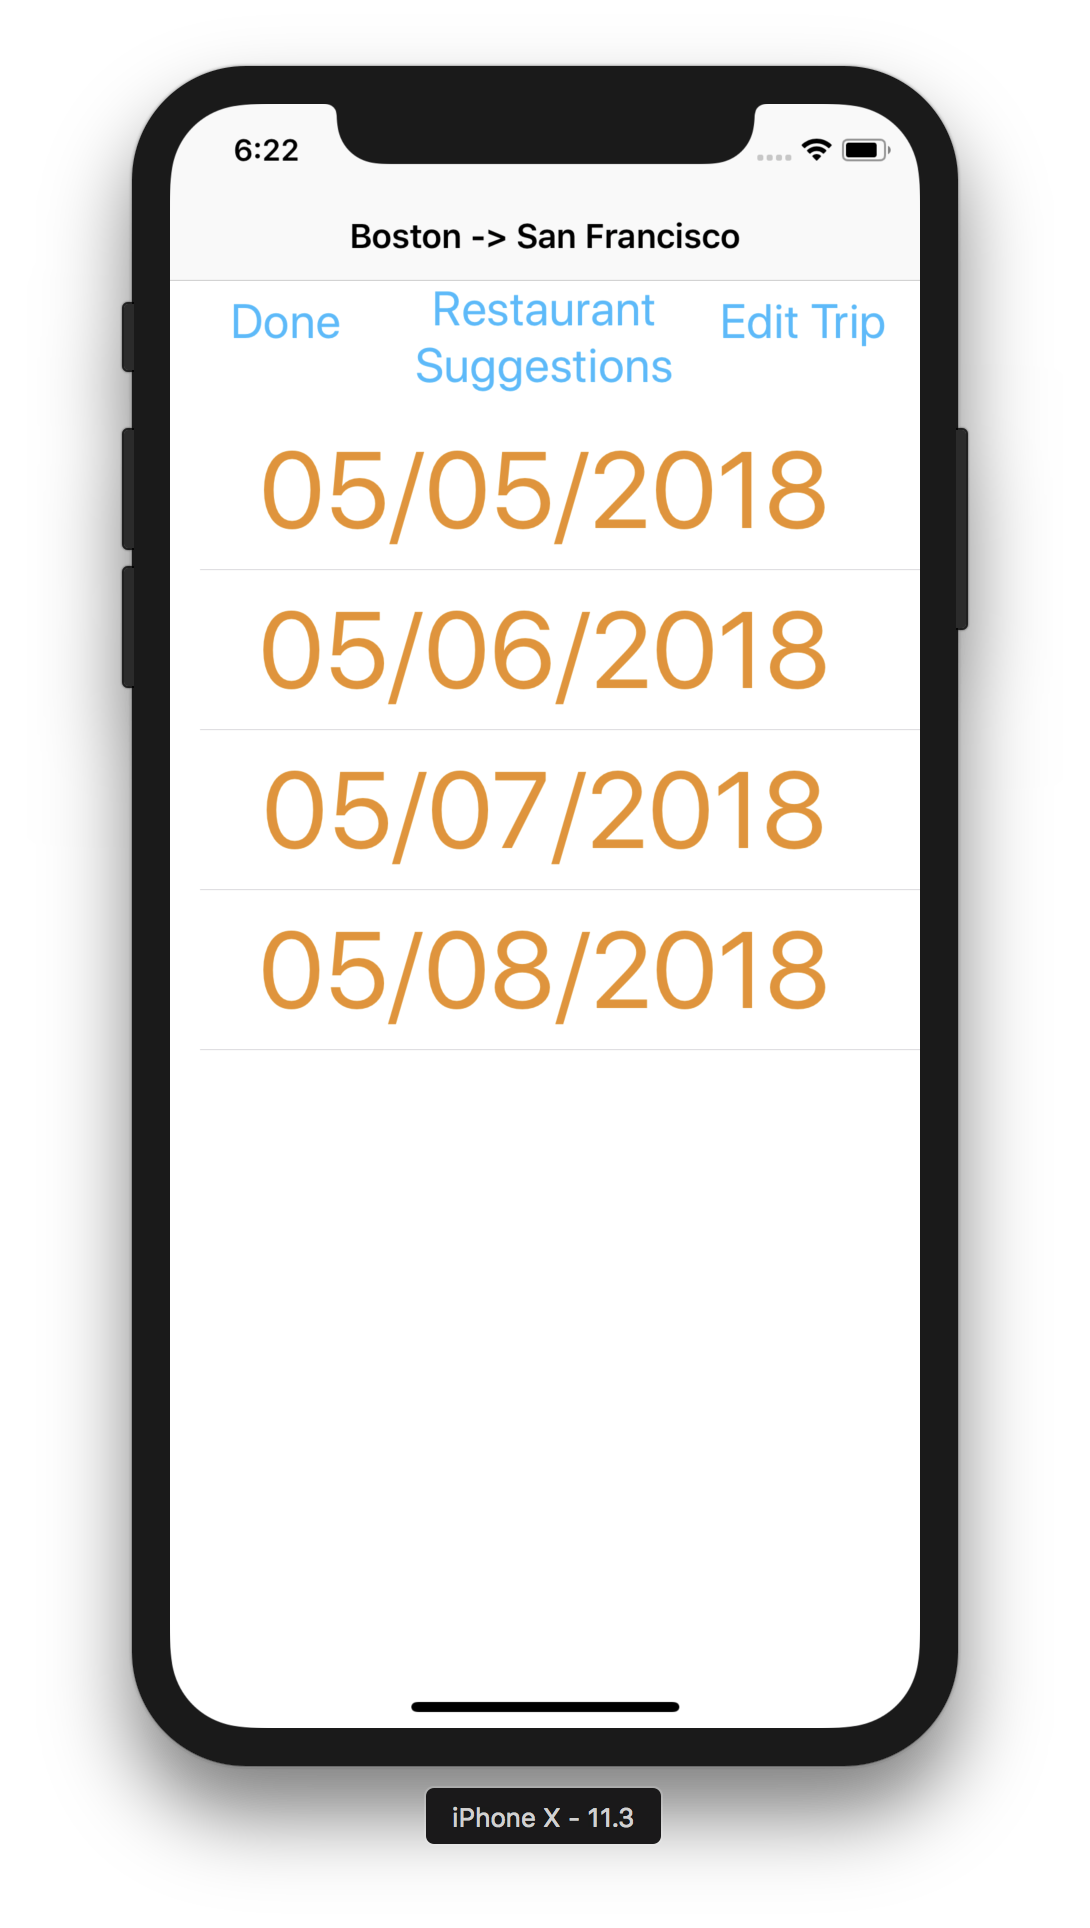 6:22
Boston -> San Francisco
Done
Restaurant
Suggestions
Edit Trip
05/05/2018
05/06/2018
05/07/2018
05/08/2018
iPhone X - 11.3